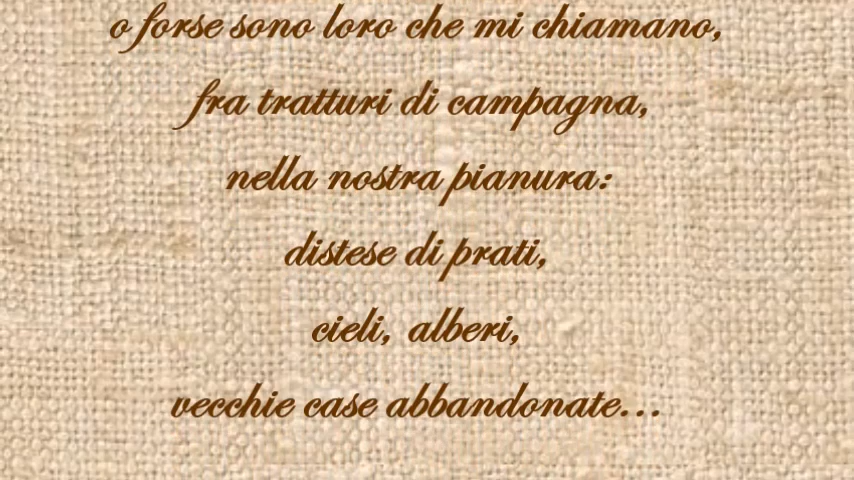 o forse sono loro che mi chiamano,
fra tratturi di campagna,
nella nostra pianura:
distese di prati,
cieli, alberi,
vecchie case abbandonate...